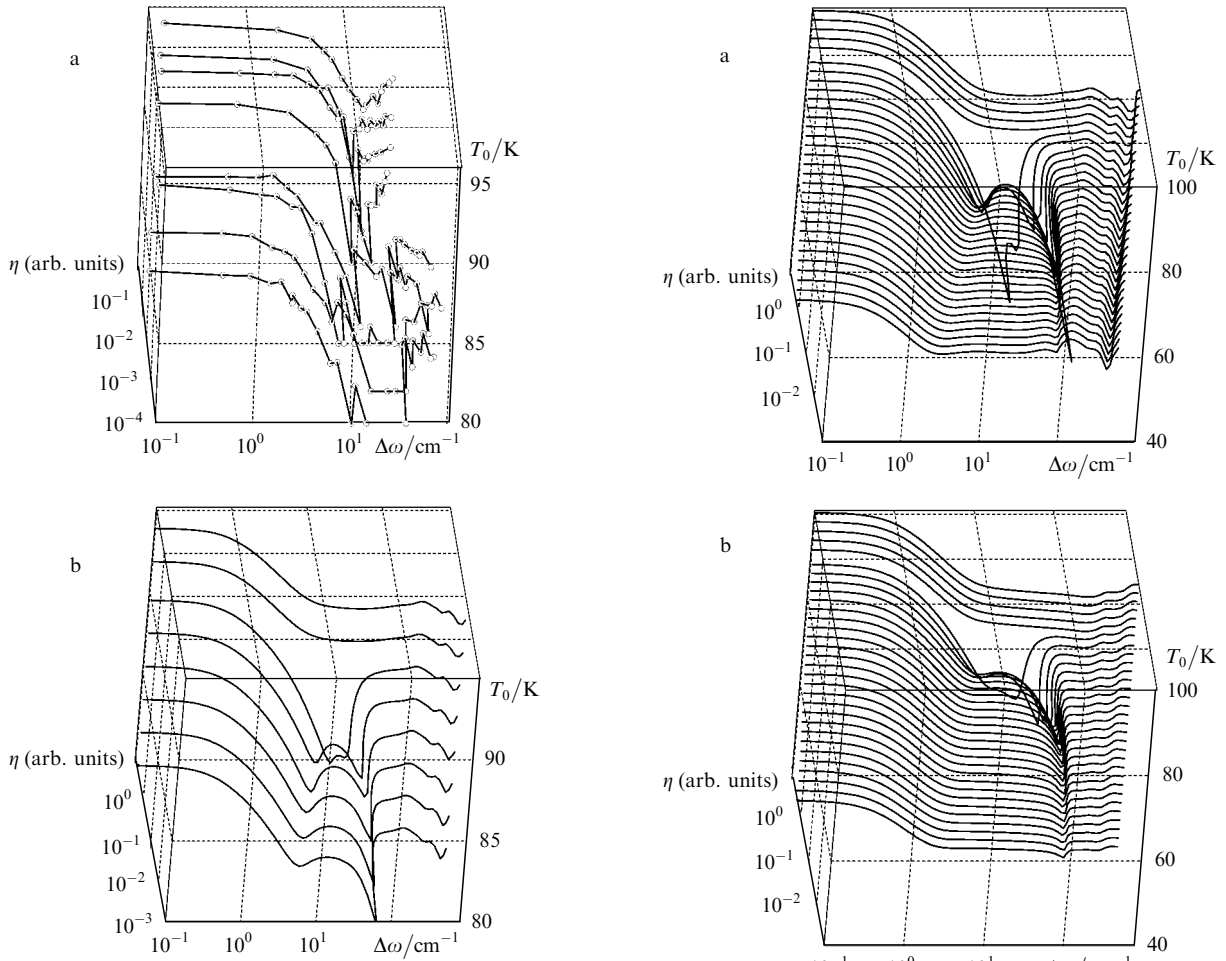 a
T₀/K
95
η (arb. units)
90
10⁻¹
10⁻²
85
10⁻³
10⁻⁴
80
10⁻¹
10⁰
10¹
Δω/cm⁻¹
a
T₀/K
100
η (arb. units)
80
10⁰
10⁻¹
60
10⁻²
40
10⁻¹
10⁰
10¹
Δω/cm⁻¹
b
T₀/K
η (arb. units)
90
10⁰
10⁻¹
85
10⁻²
10⁻³
80
10⁻¹
10⁰
10¹
Δω/cm⁻¹
b
T₀/K
100
η (arb. units)
80
10⁰
10⁻¹
60
10⁻²
40